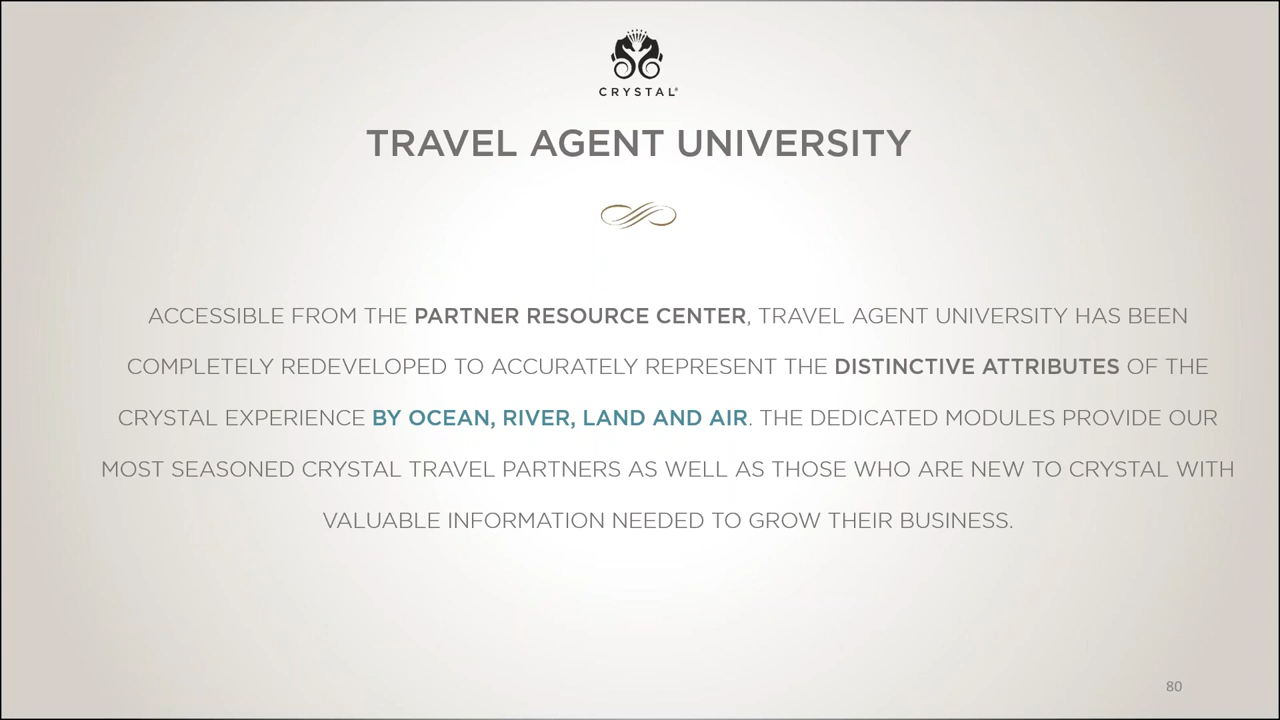 CRYSTAL®
TRAVEL AGENT UNIVERSITY
ACCESSIBLE FROM THE PARTNER RESOURCE CENTER, TRAVEL AGENT UNIVERSITY HAS BEEN
COMPLETELY REDEVELOPED TO ACCURATELY REPRESENT THE DISTINCTIVE ATTRIBUTES OF THE
CRYSTAL EXPERIENCE BY OCEAN, RIVER, LAND AND AIR. THE DEDICATED MODULES PROVIDE OUR
MOST SEASONED CRYSTAL TRAVEL PARTNERS AS WELL AS THOSE WHO ARE NEW TO CRYSTAL WITH
VALUABLE INFORMATION NEEDED TO GROW THEIR BUSINESS.
80